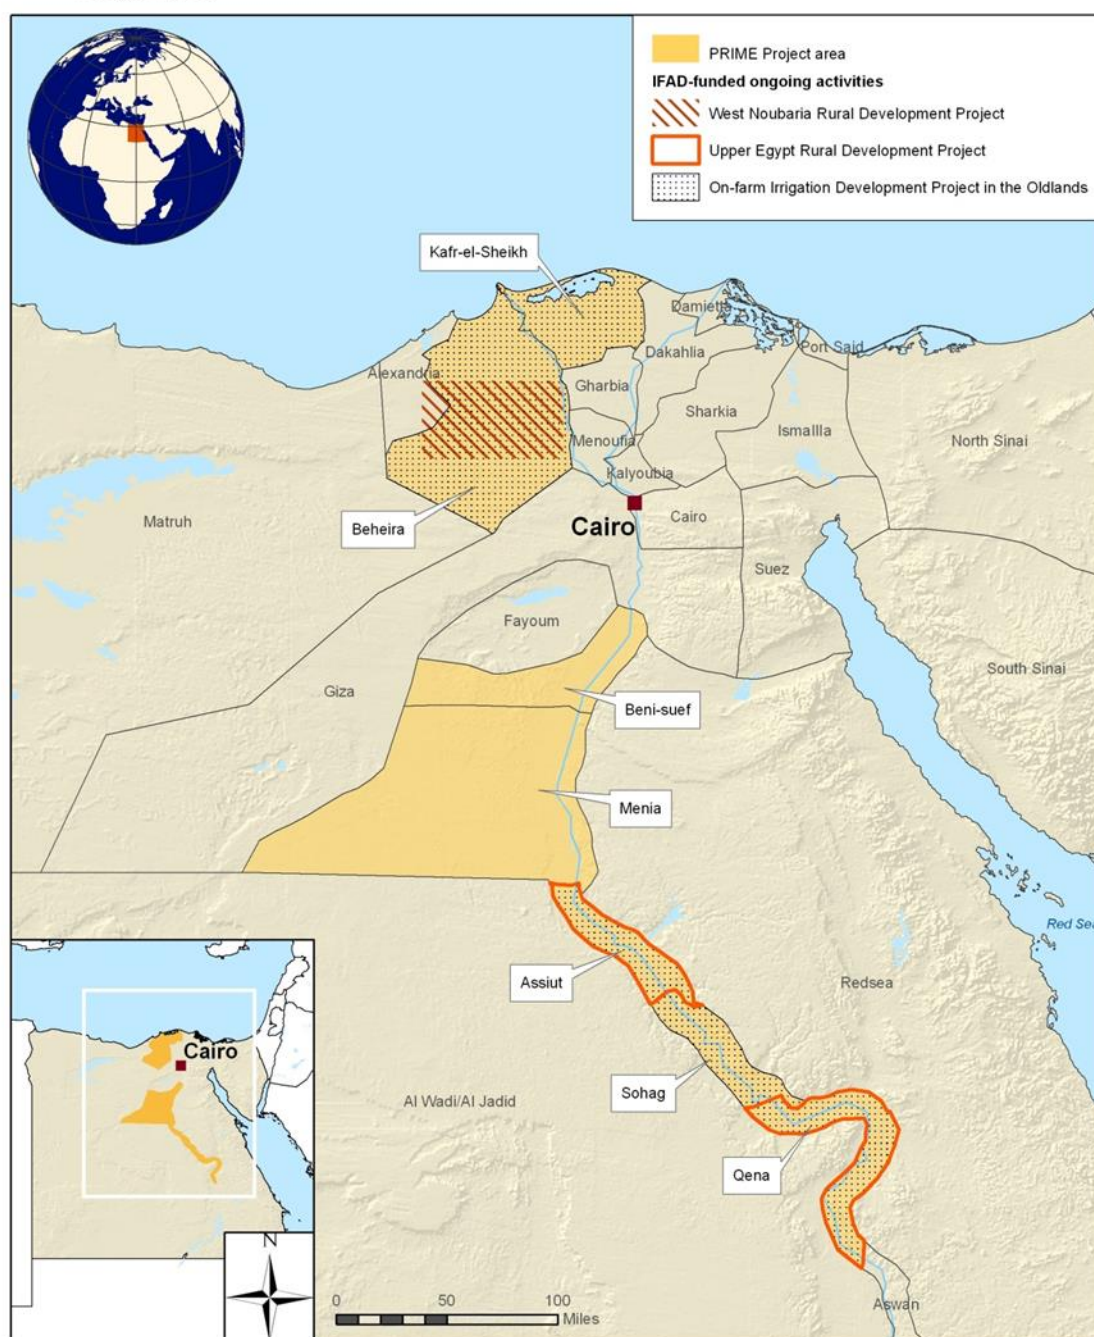 PRIME Project area
IFAD-funded ongoing activities
West Noubaria Rural Development Project
Upper Egypt Rural Development Project
On-farm Irrigation Development Project in the Oldlands
Kafr-el-Sheikh
Damietta
Port Said
Dakahlia
Alexandria
Gharbia
Sharkia
Ismallla
North Sinai
Menoufia
Kalyoubia
Matruh
Beheira
Cairo
Cairo
Suez
Fayoum
South Sinai
Giza
Beni-suef
Menia
Red Sea
Assiut
Redsea
Cairo
Sohag
Al Wadi/Al Jadid
Qena
N
0 50 100
Miles
Aswan